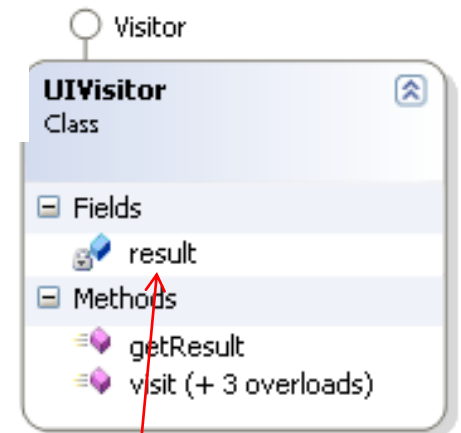 Visitor
UIVisitor
Class
Fields
result
Methods
getResult
visit (+ 3 overloads)